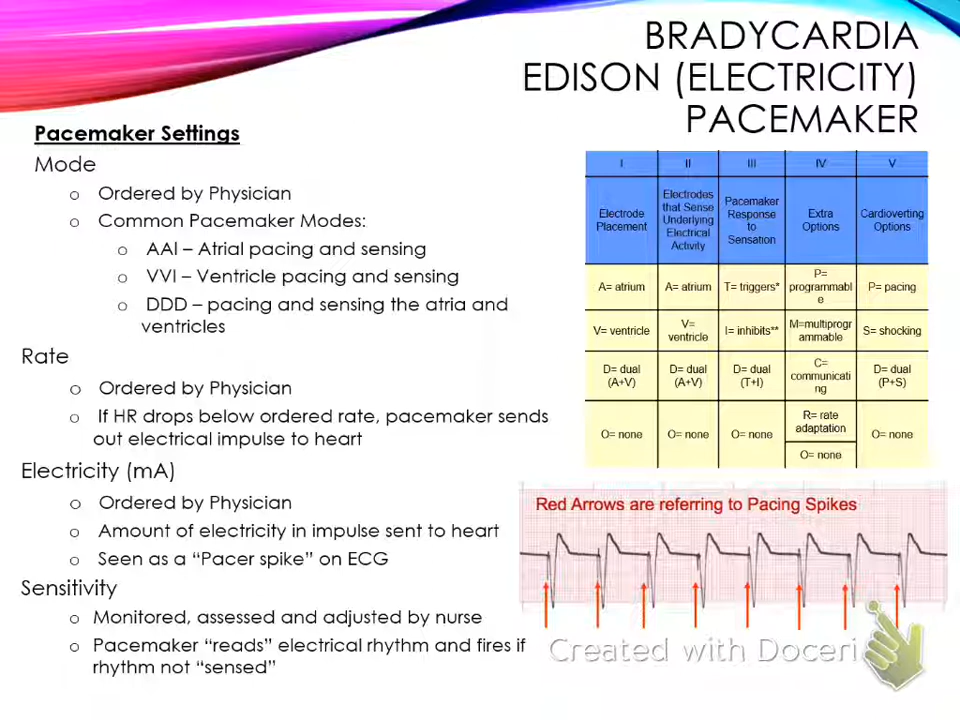 BRADYCARDIA
EDISON (ELECTRICITY)
PACEMAKER
Pacemaker Settings
Mode
o Ordered by Physician
o Common Pacemaker Modes:
o AAI – Atrial pacing and sensing
o VVI – Ventricle pacing and sensing
o DDD – pacing and sensing the atria and
ventricles
Rate
o Ordered by Physician
o If HR drops below ordered rate, pacemaker sends
out electrical impulse to heart
Electricity (mA)
o Ordered by Physician
o Amount of electricity in impulse sent to heart
o Seen as a “Pacer spike” on ECG
Sensitivity
o Monitored, assessed and adjusted by nurse
o Pacemaker “reads” electrical rhythm and fires if
rhythm not “sensed”
I II III IV V
Electrode
Placement
Electrodes
that Sense
Underlying
Electrical
Activity
Pacemaker
Response
to
Sensation
Extra
Options
Cardioverting
Options
A= atrium
A= atrium
T= triggers*
P=
programmabl
e
P= pacing
V= ventricle
V=
ventricle
I= inhibits**
M=multiprogr
ammable
S= shocking
D= dual
(A+V)
D= dual
(A+V)
D= dual
(T+I)
C=
communicati
ng
D= dual
(P+S)
O= none
O= none
O= none
R= rate
adaptation
O= none
O= none
Red Arrows are referring to Pacing Spikes
Created with Doceri